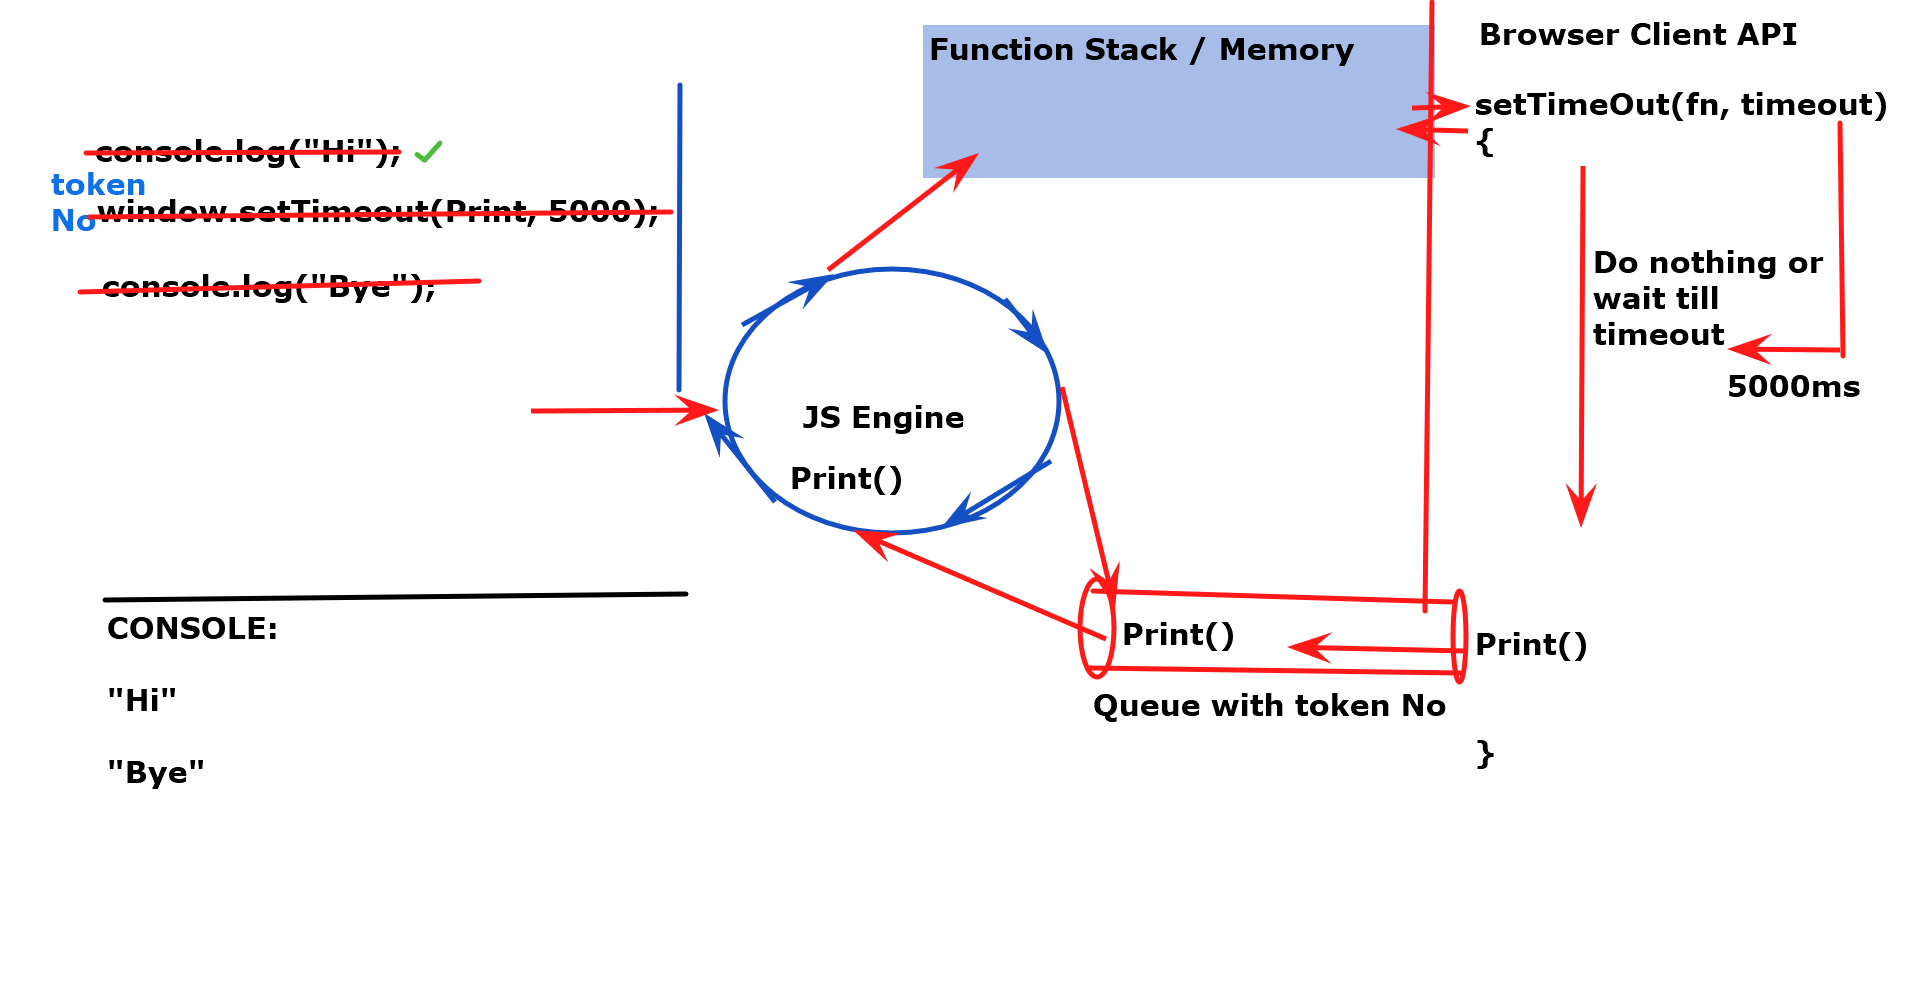 Function Stack / Memory
Browser Client API
setTimeOut(fn, timeout)
{
console.log("Hi");
token
No
window.setTimeout(Print, 5000);
console.log("Bye");
Do nothing or
wait till
timeout
5000ms
JS Engine
Print()
CONSOLE:
"Hi"
"Bye"
Print()
Print()
Queue with token No
}